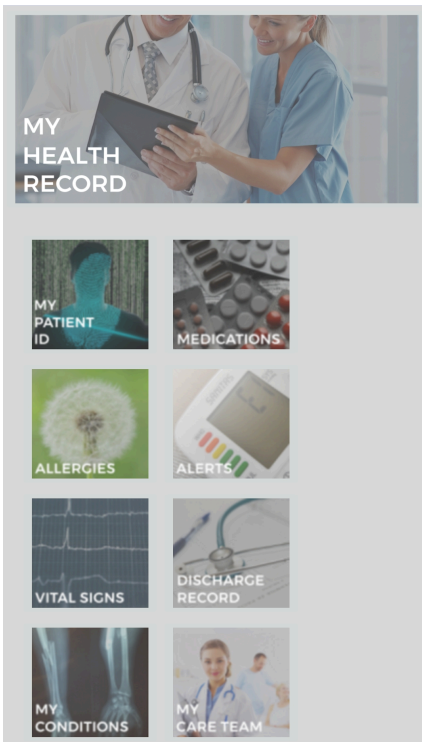 MY
HEALTH
RECORD
MY
PATIENT
ID
MEDICATIONS
ALLERGIES
ALERTS
VITAL SIGNS
DISCHARGE
RECORD
MY
CONDITIONS
MY
CARE TEAM